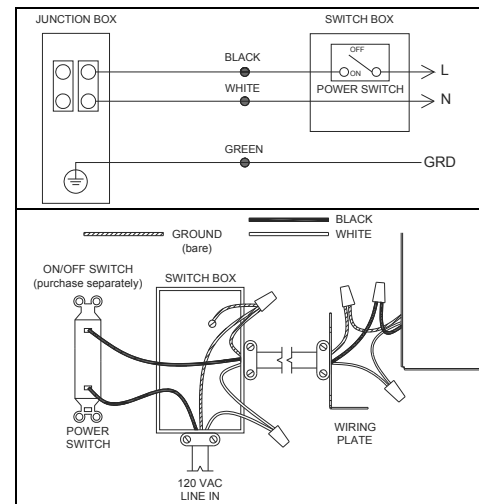 JUNCTION BOX
SWITCH BOX
BLACK
OFF
ON
L
WHITE
POWER SWITCH
N
GREEN
GRD
BLACK
GROUND
(bare)
WHITE
ON/OFF SWITCH
(purchase separately)
SWITCH BOX
POWER
SWITCH
WIRING
PLATE
120 VAC
LINE IN